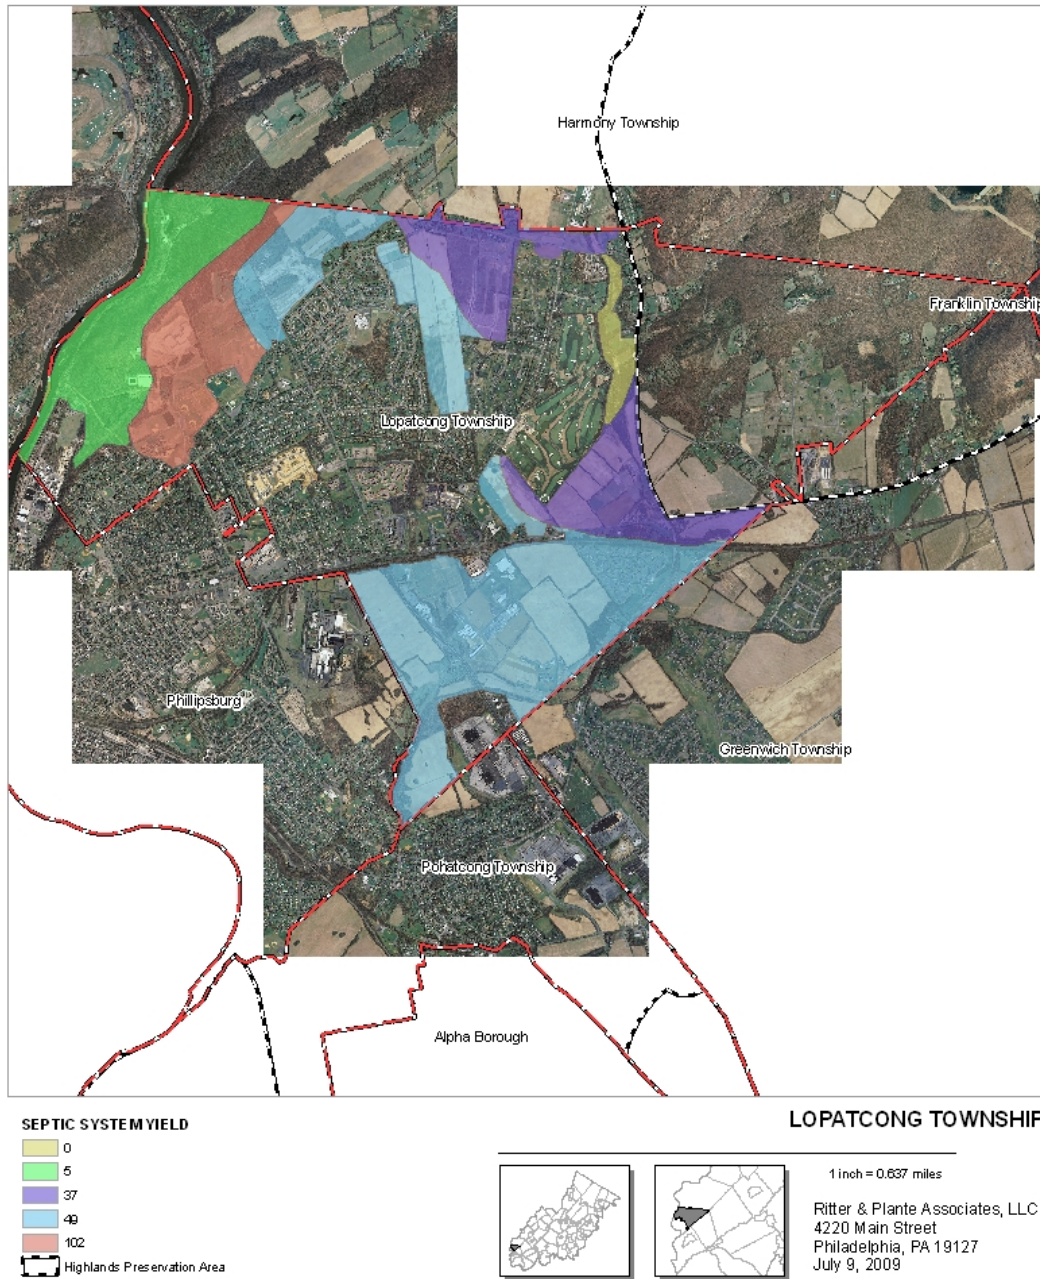 Harmony Township
Franklin Township
Lopatcong Township
Phillipsburg
Greenwich Township
Pohatcong Township
Alpha Borough
SEPTIC SYSTEM YIELD
0
5
37
49
102
Highlands Preservation Area
LOPATCONG TOWNSHIP
1 inch = 0.637 miles
Ritter & Plante Associates, LLC
4220 Main Street
Philadelphia, PA 19127
July 9, 2009